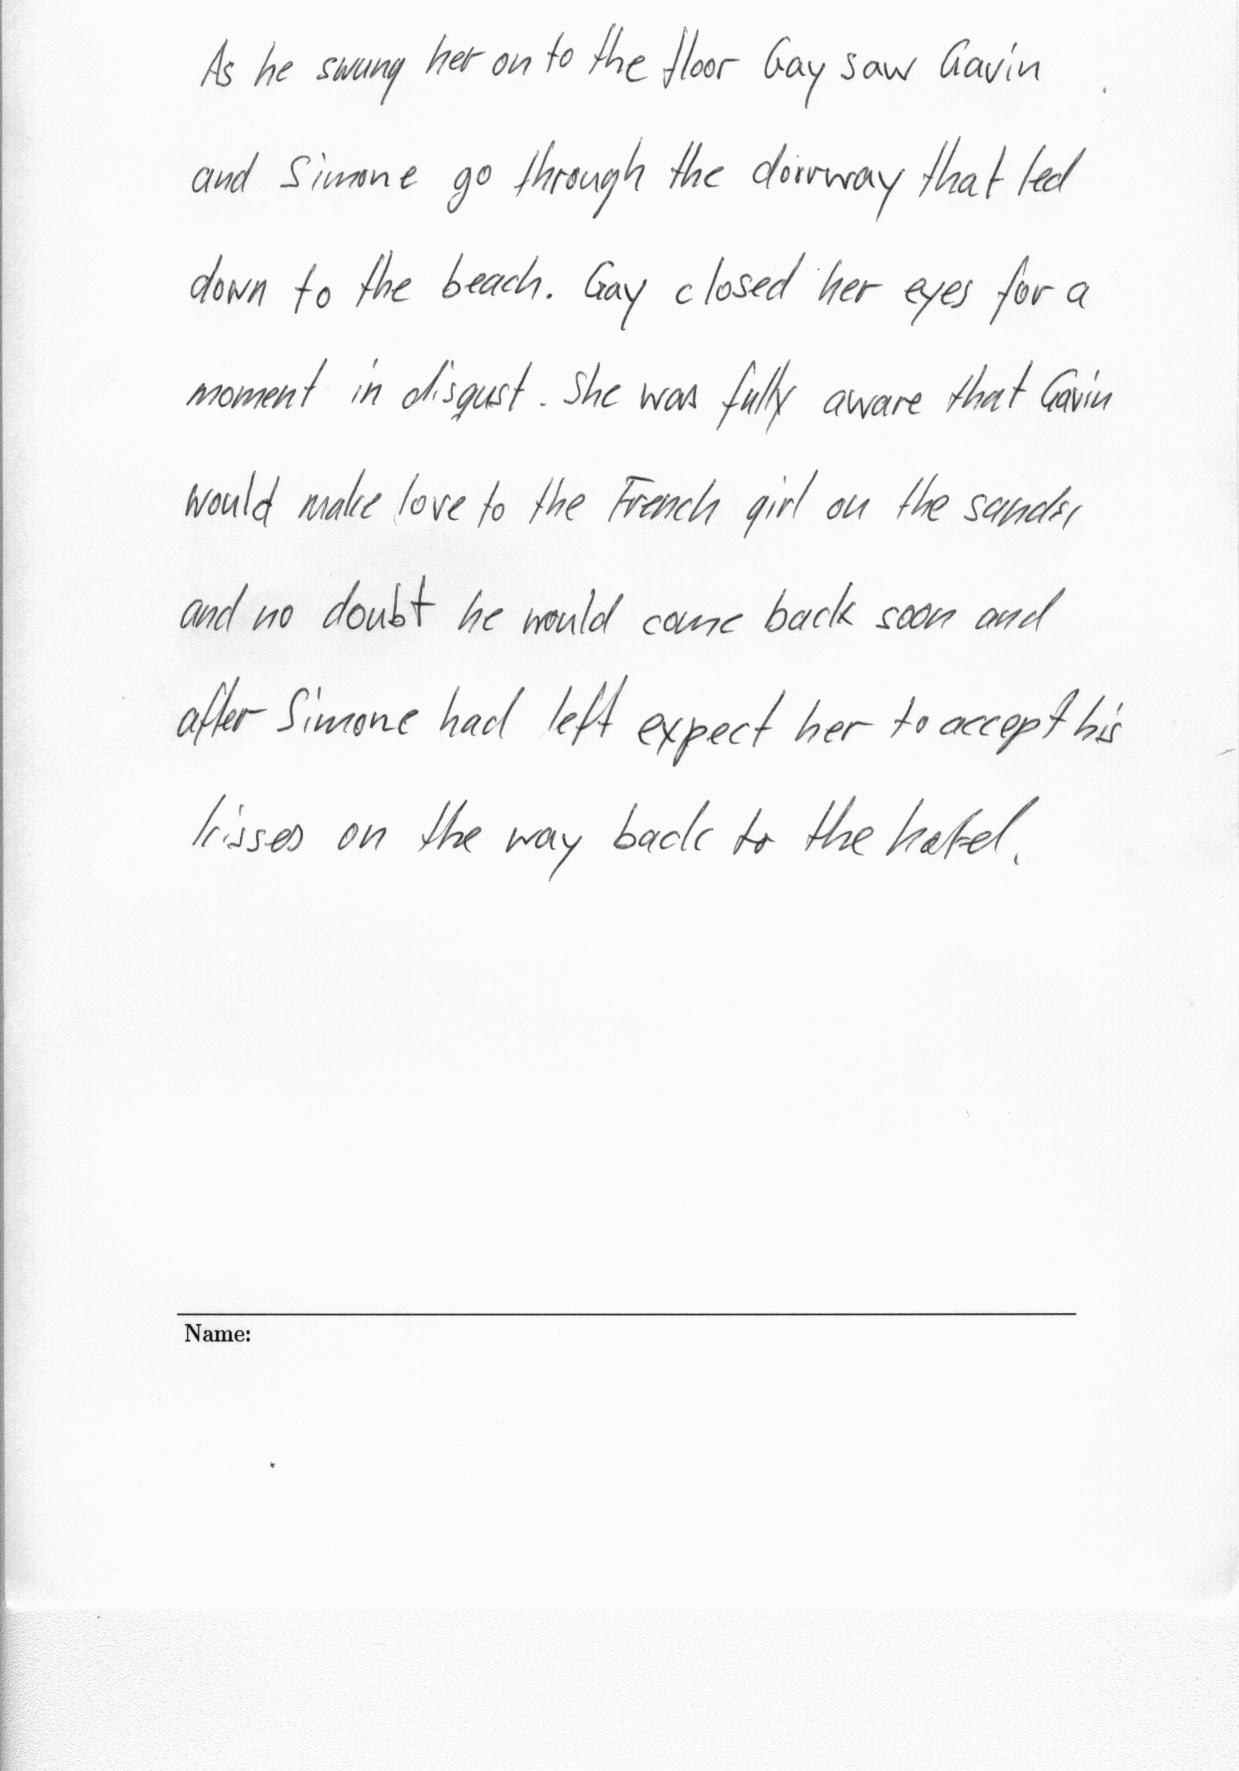 As he swung her on to the floor Gay saw Gavin
and Simone go through the doorway that led
down to the beach. Gay closed her eyes for a
moment in disgust. She was fully aware that Gavin
would make love to the French girl on the sands,
and no doubt he would come back soon and
after Simone had left expect her to accept his
kisses on the way back to the hotel.
Name: